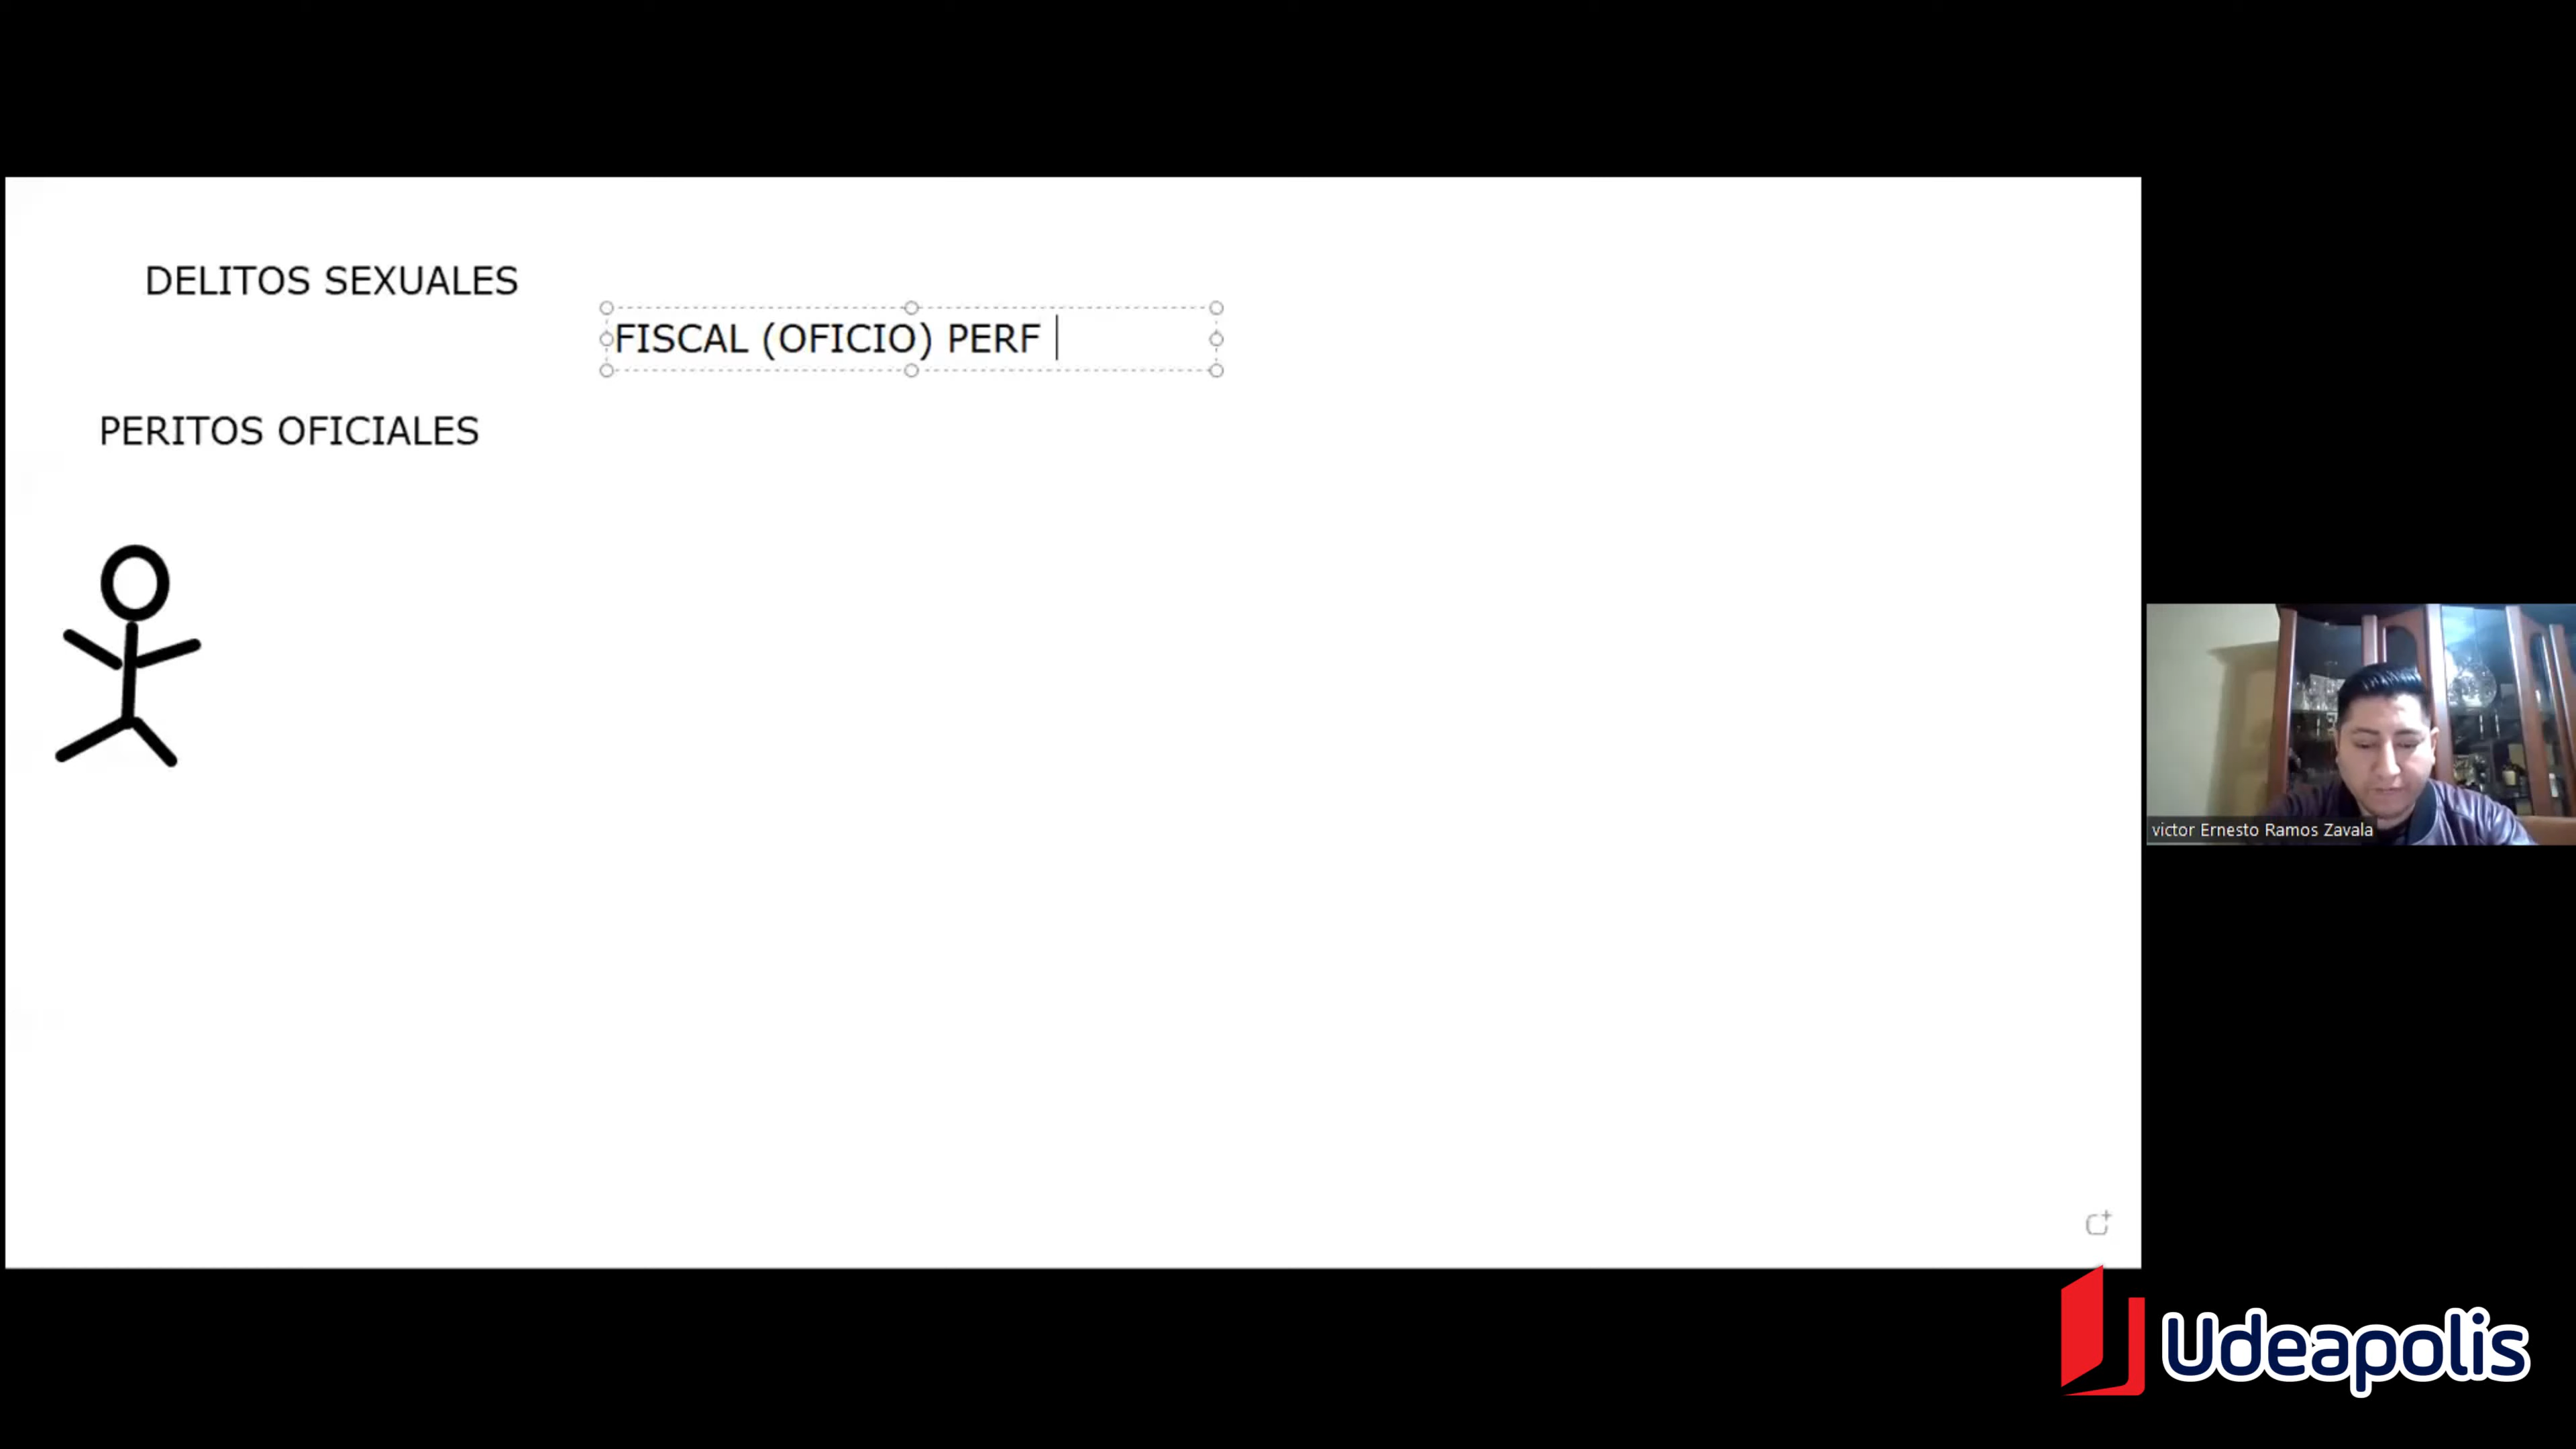 DELITOS SEXUALES
FISCAL (OFICIO) PERF
PERITOS OFICIALES
victor Ernesto Ramos Zavala
Udeapolis